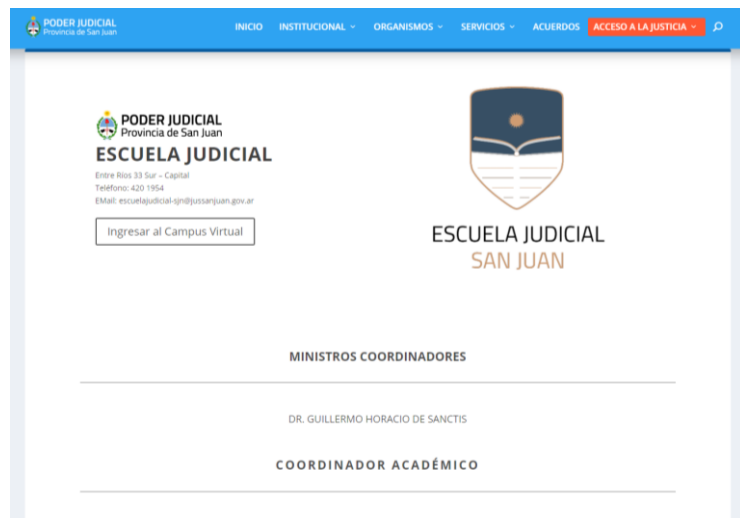 PODER JUDICIAL
Provincia de San Juan
INICIO INSTITUCIONAL ORGANISMOS SERVICIOS ACUERDOS ACCESO A LA JUSTICIA
PODER JUDICIAL
Provincia de San Juan
ESCUELA JUDICIAL
Entre Ríos 33 Sur – Capital
Teléfono: 420 1954
EMail: escuelajudicial-sjn@jussanjuan.gov.ar
Ingresar al Campus Virtual
ESCUELA JUDICIAL
SAN JUAN
MINISTROS COORDINADORES
DR. GUILLERMO HORACIO DE SANCTIS
COORDINADOR ACADÉMICO